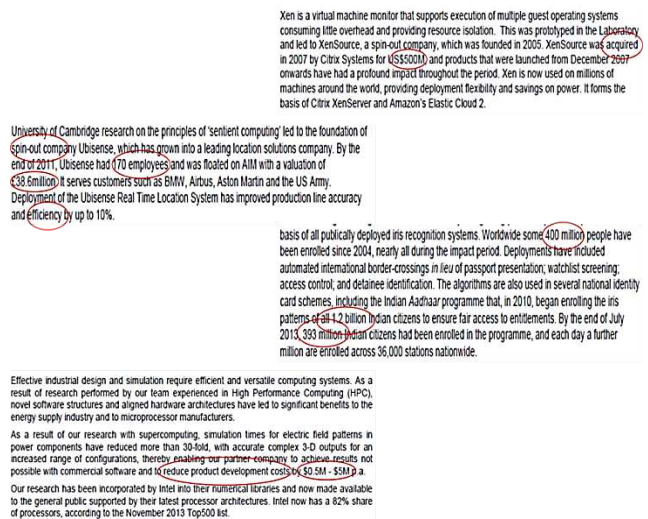 Xen is a virtual machine monitor that supports execution of multiple guest operating systems
consuming little overhead and providing resource isolation. This was prototyped in the Laboratory
and led to XenSource, a spin-out company, which was founded in 2005. XenSource was acquired
in 2007 by Citrix Systems for US$500M, and products that were launched from December 2007
onwards have had a profound impact throughout the period. Xen is now used on millions of
machines around the world, providing deployment flexibility and savings on power. It forms the
basis of Citrix XenServer and Amazon's Elastic Cloud 2.
University of Cambridge research on the principles of 'sentient computing' led to the foundation of
spin-out company Ubisense, which has grown into a leading location solutions company. By the
end of 2011, Ubisense had 170 employees and was floated on AIM with a valuation of
£38.6million. It serves customers such as BMW, Airbus, Aston Martin and the US Army.
Deployment of the Ubisense Real Time Location System has improved production line accuracy
and efficiency by up to 10%.
basis of all publically deployed iris recognition systems. Worldwide some 400 million people have
been enrolled since 2004, nearly all during the impact period. Deployments have included
automated international border-crossings in lieu of passport presentation; watchlist screening;
access control; and detainee identification. The algorithms are also used in several national identity
card schemes, including the Indian Aadhaar programme that, in 2010, began enrolling the iris
patterns of all 1.2 billion Indian citizens to ensure fair access to entitlements. By the end of July
2013, 393 million Indian citizens had been enrolled in the programme, and each day a further
million are enrolled across 36,000 stations nationwide.
Effective industrial design and simulation require efficient and versatile computing systems. As a
result of research performed by our team experienced in High Performance Computing (HPC),
novel software structures and aligned hardware architectures have led to significant benefits to the
energy supply industry and to microprocessor manufacturers.
As a result of our research with supercomputing, simulation times for electric field patterns in
power components have reduced more than 30-fold, with accurate complex 3-D outputs for an
increased range of configurations, thereby enabling our partner company to achieve results not
possible with commercial software and to reduce product development costs by $0.5M - $5M p.a.
Our research has been incorporated by Intel into their numerical libraries and now made available
to the general public supported by their latest processor architectures. Intel now has a 82% share
of processors, according to the November 2013 Top500 list.